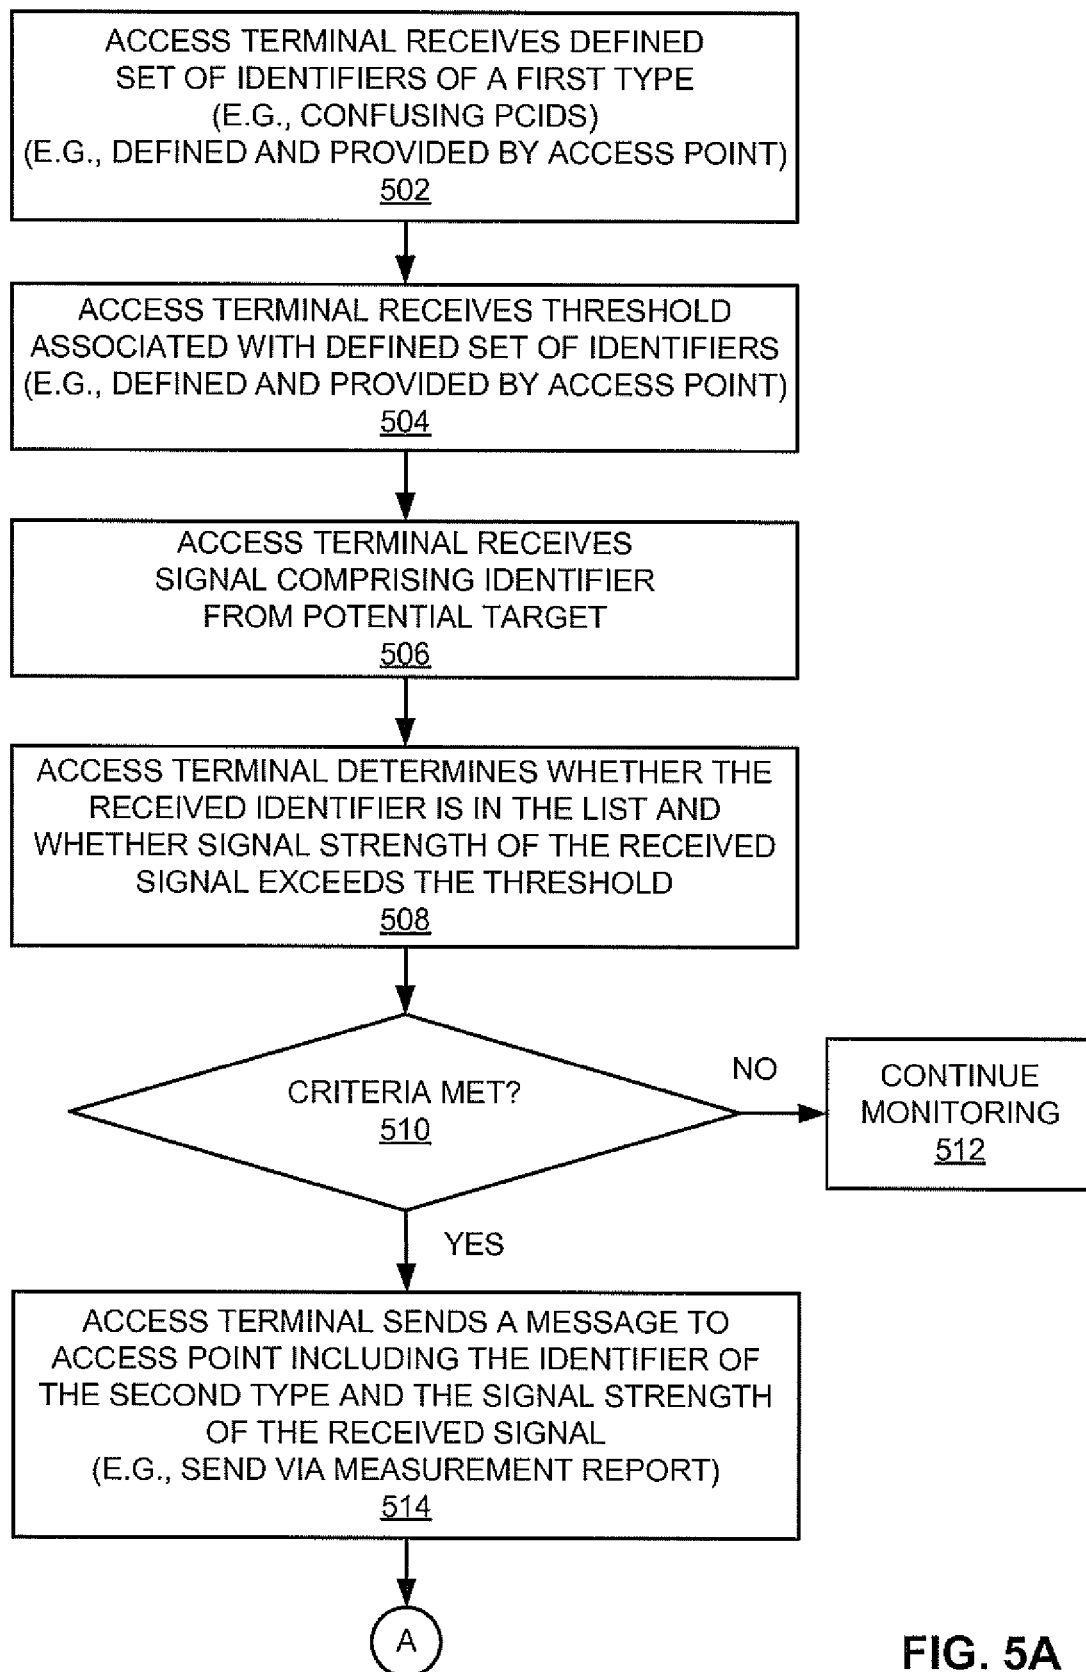 ACCESS TERMINAL RECEIVES DEFINED
SET OF IDENTIFIERS OF A FIRST TYPE
(E.G., CONFUSING PCIDS)
(E.G., DEFINED AND PROVIDED BY ACCESS POINT)
502
ACCESS TERMINAL RECEIVES THRESHOLD
ASSOCIATED WITH DEFINED SET OF IDENTIFIERS
(E.G., DEFINED AND PROVIDED BY ACCESS POINT)
504
ACCESS TERMINAL RECEIVES
SIGNAL COMPRISING IDENTIFIER
FROM POTENTIAL TARGET
506
ACCESS TERMINAL DETERMINES WHETHER THE
RECEIVED IDENTIFIER IS IN THE LIST AND
WHETHER SIGNAL STRENGTH OF THE RECEIVED
SIGNAL EXCEEDS THE THRESHOLD
508
CRITERIA MET?
510
NO
CONTINUE
MONITORING
512
YES
ACCESS TERMINAL SENDS A MESSAGE TO
ACCESS POINT INCLUDING THE IDENTIFIER OF
THE SECOND TYPE AND THE SIGNAL STRENGTH
OF THE RECEIVED SIGNAL
(E.G., SEND VIA MEASUREMENT REPORT)
514
A
FIG. 5A